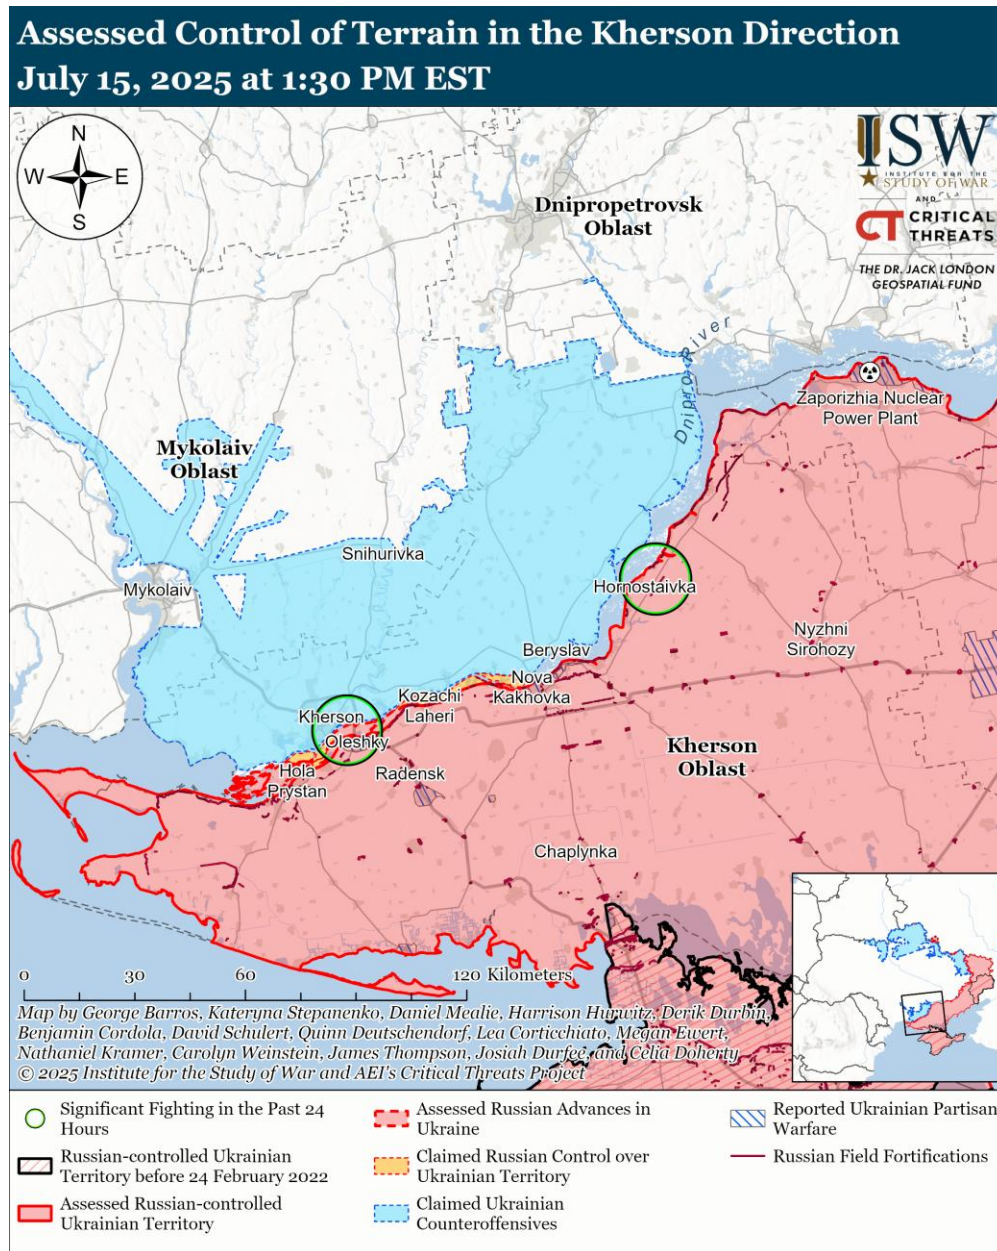 Assessed Control of Terrain in the Kherson Direction
July 15, 2025 at 1:30 PM EST
N
W
E
S
ISW
INSTITUTE FOR THE
STUDY OF WAR
AND
CT CRITICAL
THREATS
THE DR. JACK LONDON
GEOSPATIAL FUND
Dnipropetrovsk
Oblast
Dnipro River
Zaporizhia Nuclear
Power Plant
Mykolaiv
Oblast
Snihurivka
Mykolaiv
Hornostaivka
Nyzhni
Sirohozy
Beryslav
Nova
Kakhovka
Kozachi
Laheri
Kherson
Oleshky
Kherson
Oblast
Hola
Prystan
Radensk
Chaplynka
0 30 60 120 Kilometers
Map by George Barros, Kateryna Stepanenko, Daniel Mealie, Harrison Hurwitz, Derik Durbin,
Benjamin Cordola, David Schulert, Quinn Deutschendorf, Lea Corticchiato, Megan Ewert,
Nathaniel Kramer, Carolyn Weinstein, James Thompson, Josiah Durfee, and Celia Doherty
© 2025 Institute for the Study of War and AEI's Critical Threats Project
Significant Fighting in the Past 24
Hours
Russian-controlled Ukrainian
Territory before 24 February 2022
Assessed Russian-controlled
Ukrainian Territory
Assessed Russian Advances in
Ukraine
Claimed Russian Control over
Ukrainian Territory
Claimed Ukrainian
Counteroffensives
Reported Ukrainian Partisan
Warfare
Russian Field Fortifications